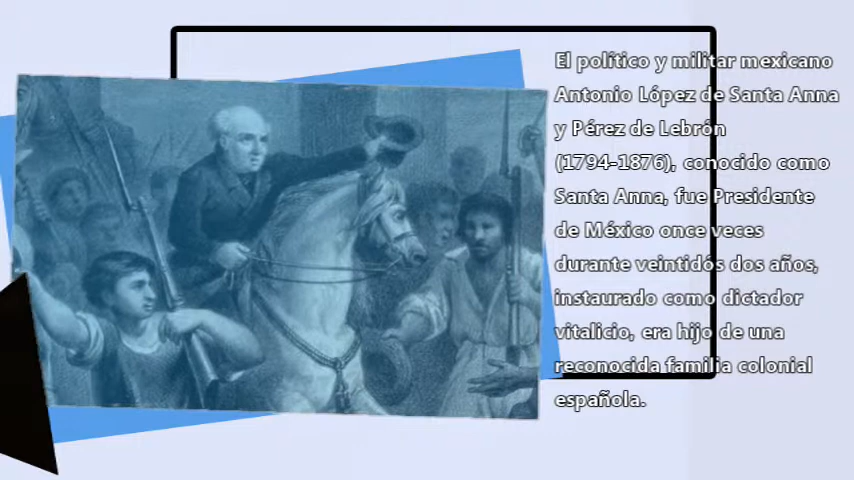 El político y militar mexicano
Antonio López de Santa Anna
y Pérez de Lebrón
(1794-1876), conocido como
Santa Anna, fue Presidente
de México once veces
durante veintidós dos años,
instaurado como dictador
vitalicio, era hijo de una
reconocida familia colonial
española.